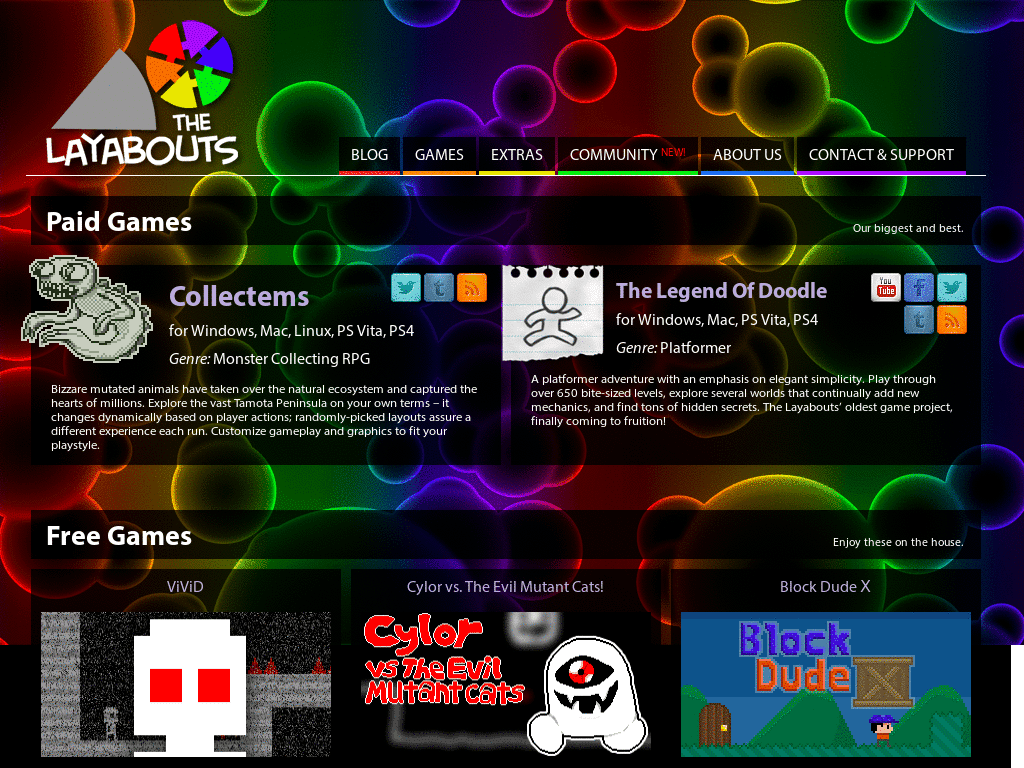 THE
LAYABOUTS
BLOG GAMES EXTRAS COMMUNITY NEW! ABOUT US CONTACT & SUPPORT
Paid Games
Our biggest and best.
Collectems
for Windows, Mac, Linux, PS Vita, PS4
Genre: Monster Collecting RPG
Bizzare mutated animals have taken over the natural ecosystem and captured the
hearts of millions. Explore the vast Tamota Peninsula on your own terms – it
changes dynamically based on player actions; randomly-picked layouts assure a
different experience each run. Customize gameplay and graphics to fit your
playstyle.
The Legend Of Doodle
You
Tube
for Windows, Mac, PS Vita, PS4
Genre: Platformer
A platformer adventure with an emphasis on elegant simplicity. Play through
over 650 bite-sized levels, explore several worlds that continually add new
mechanics, and find tons of hidden secrets. The Layabouts' oldest game project,
finally coming to fruition!
Free Games
Enjoy these on the house.
ViViD
Cylor vs. The Evil Mutant Cats!
Block Dude X
Cylor
vs The Evil
Mutant cats
Block
Dude